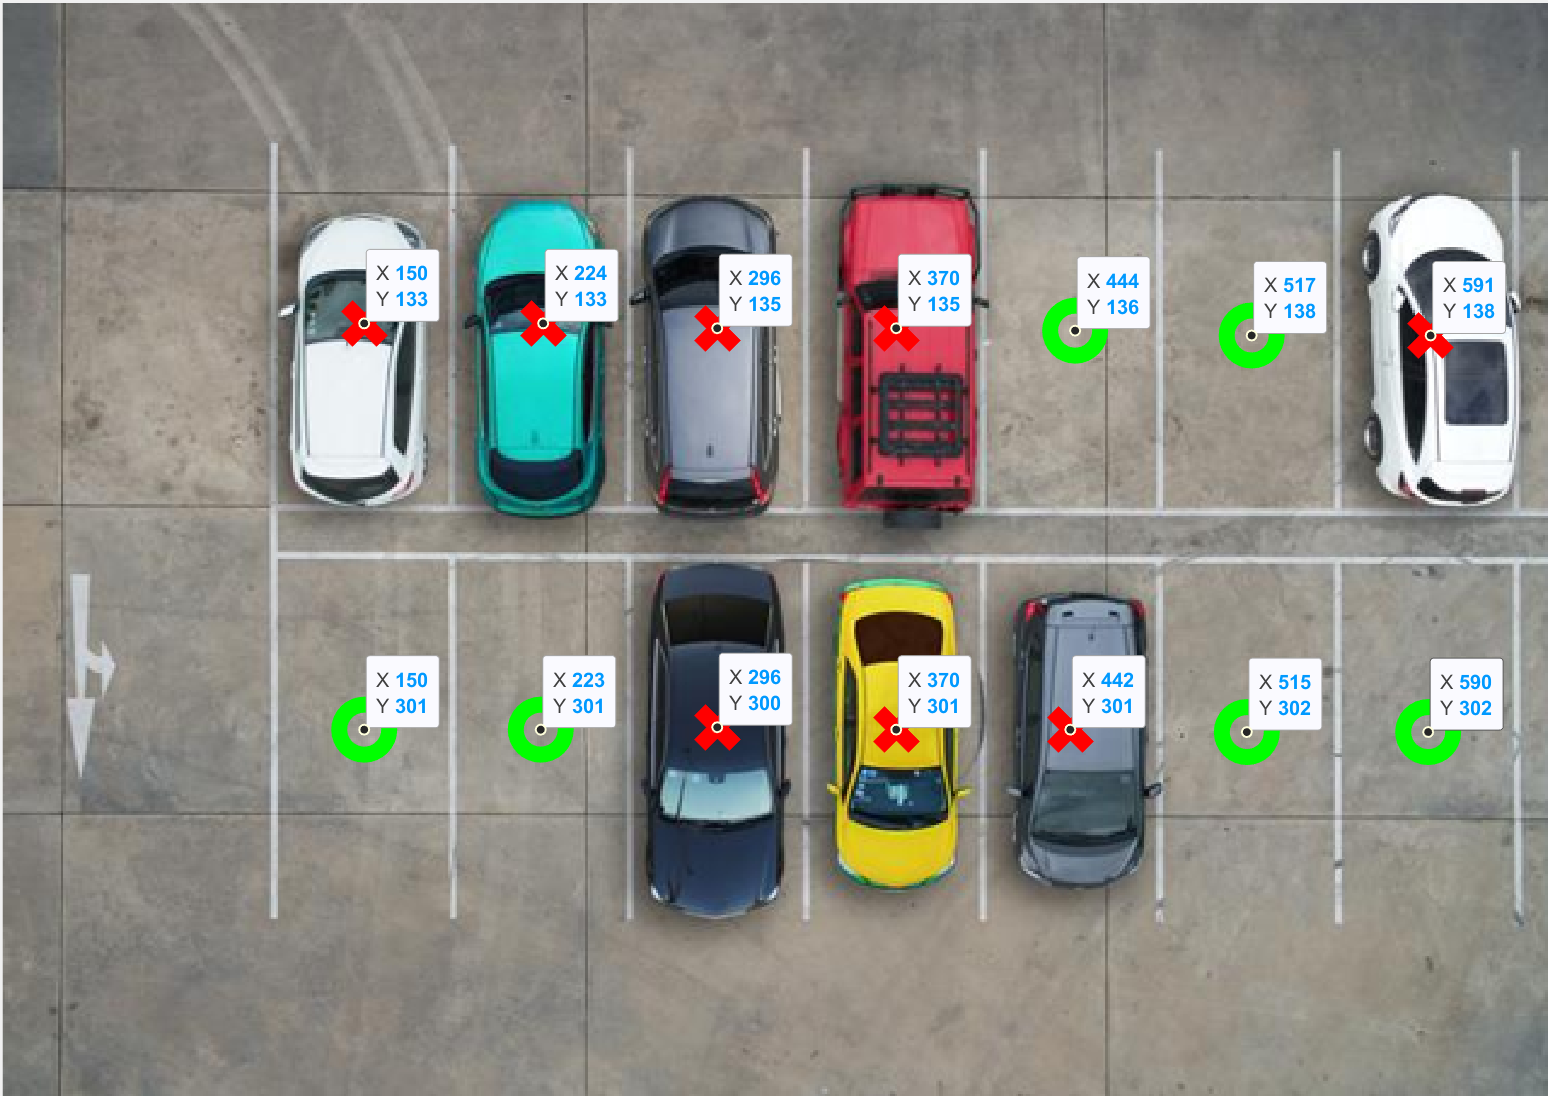 X 150
Y 133
X 224
Y 133
X 296
Y 135
X 370
Y 135
X 444
Y 136
X 517
Y 138
X 591
Y 138
X 150
Y 301
X 223
Y 301
X 296
Y 300
X 370
Y 301
X 442
Y 301
X 515
Y 302
X 590
Y 302